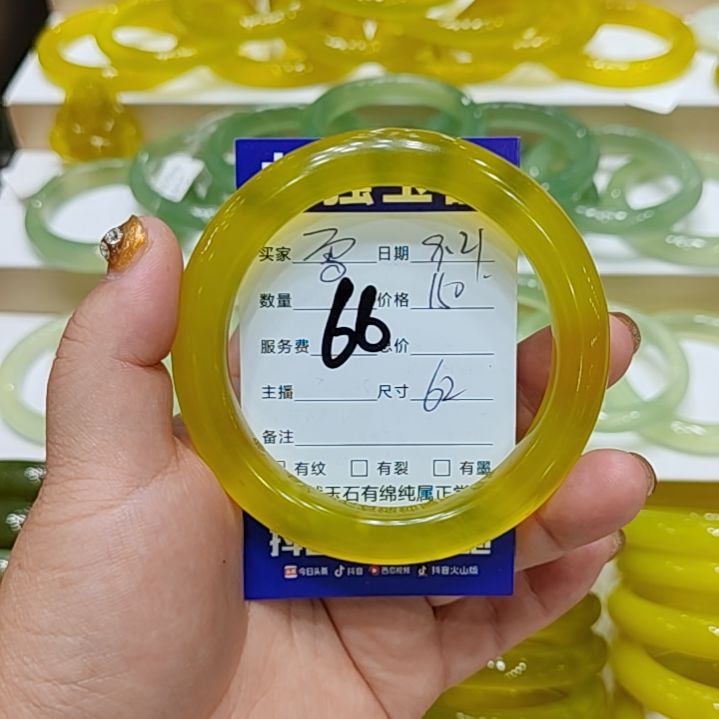 买家 雷 日期 8.21
数量 价格 150
66
服务费 总价
主播 尺寸 62
备注
有纹 有裂 有墨
玉石有绵纯属正常
今日头条 抖音 西瓜视频 抖音火山版